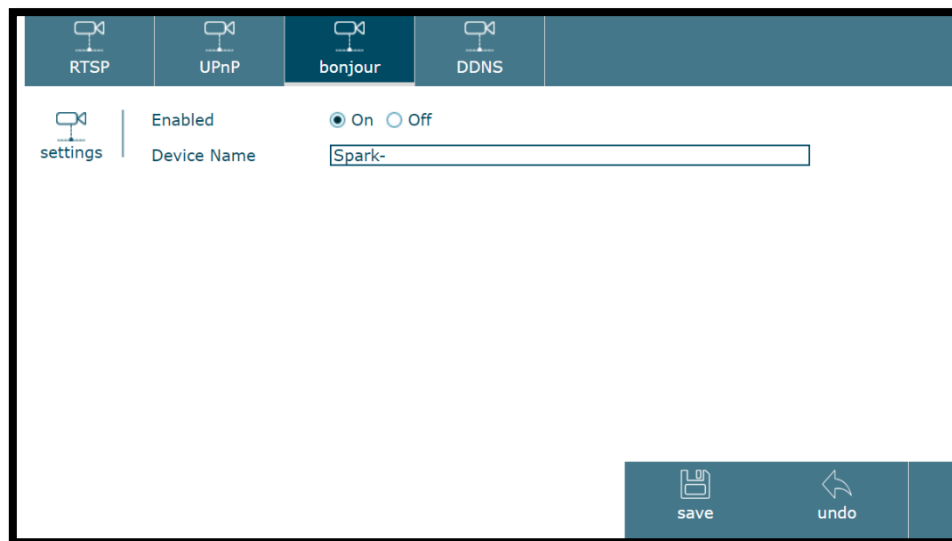 RTSP UPnP bonjour DDNS
settings Enabled On Off
Device Name Spark-
save undo